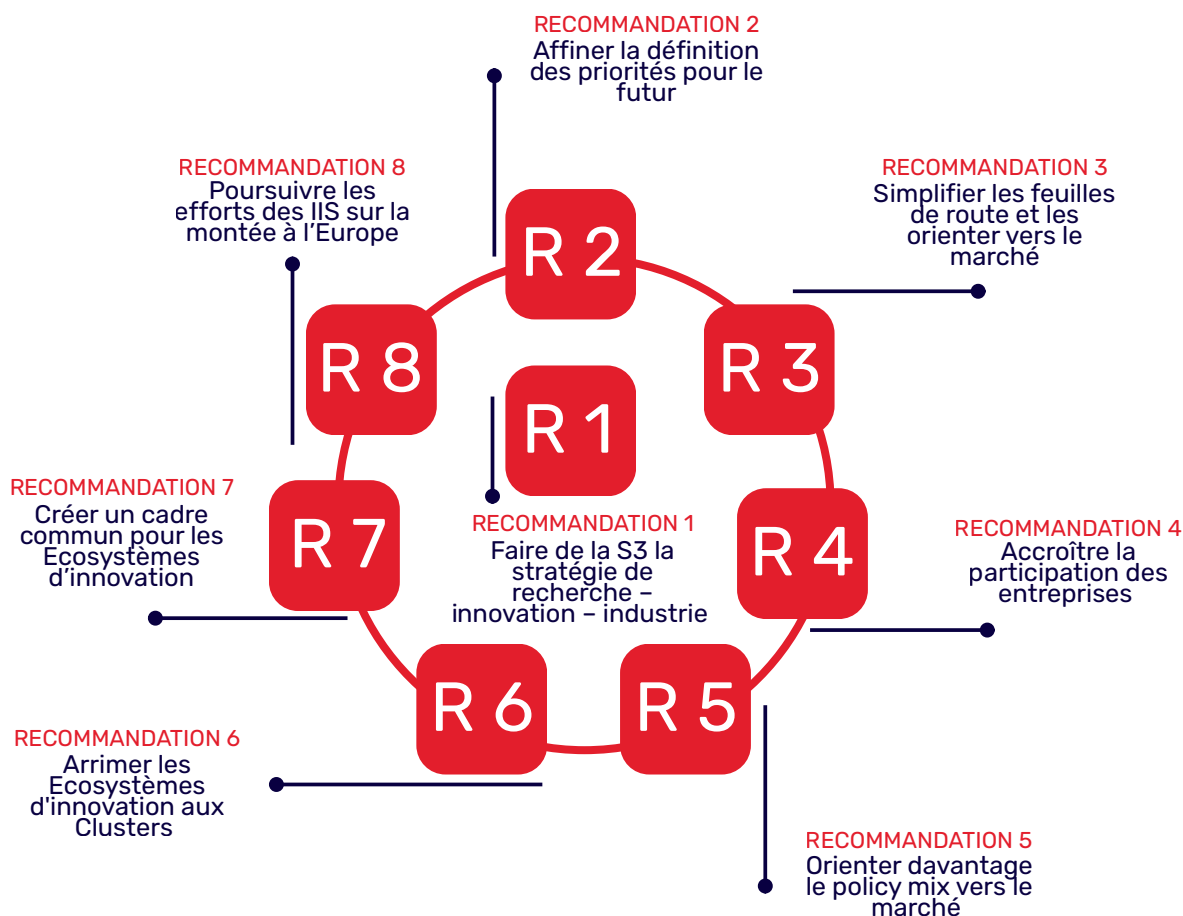 RECOMMANDATION 2
Affiner la définition
des priorités pour le
futur
RECOMMANDATION 8
Poursuivre les
efforts des IIS sur la
montée à l’Europe
RECOMMANDATION 3
Simplifier les feuilles
de route et les
orienter vers le
marché
R 2
R 8
R 3
R 1
RECOMMANDATION 7
Créer un cadre
commun pour les
Ecosystèmes
d’innovation
R 7
RECOMMANDATION 1
Faire de la S3 la
stratégie de
recherche –
innovation – industrie
R 4
RECOMMANDATION 4
Accroître la
participation des
entreprises
R 6
R 5
RECOMMANDATION 6
Arrimer les
Ecosystèmes
d'innovation aux
Clusters
RECOMMANDATION 5
Orienter davantage
le policy mix vers le
marché